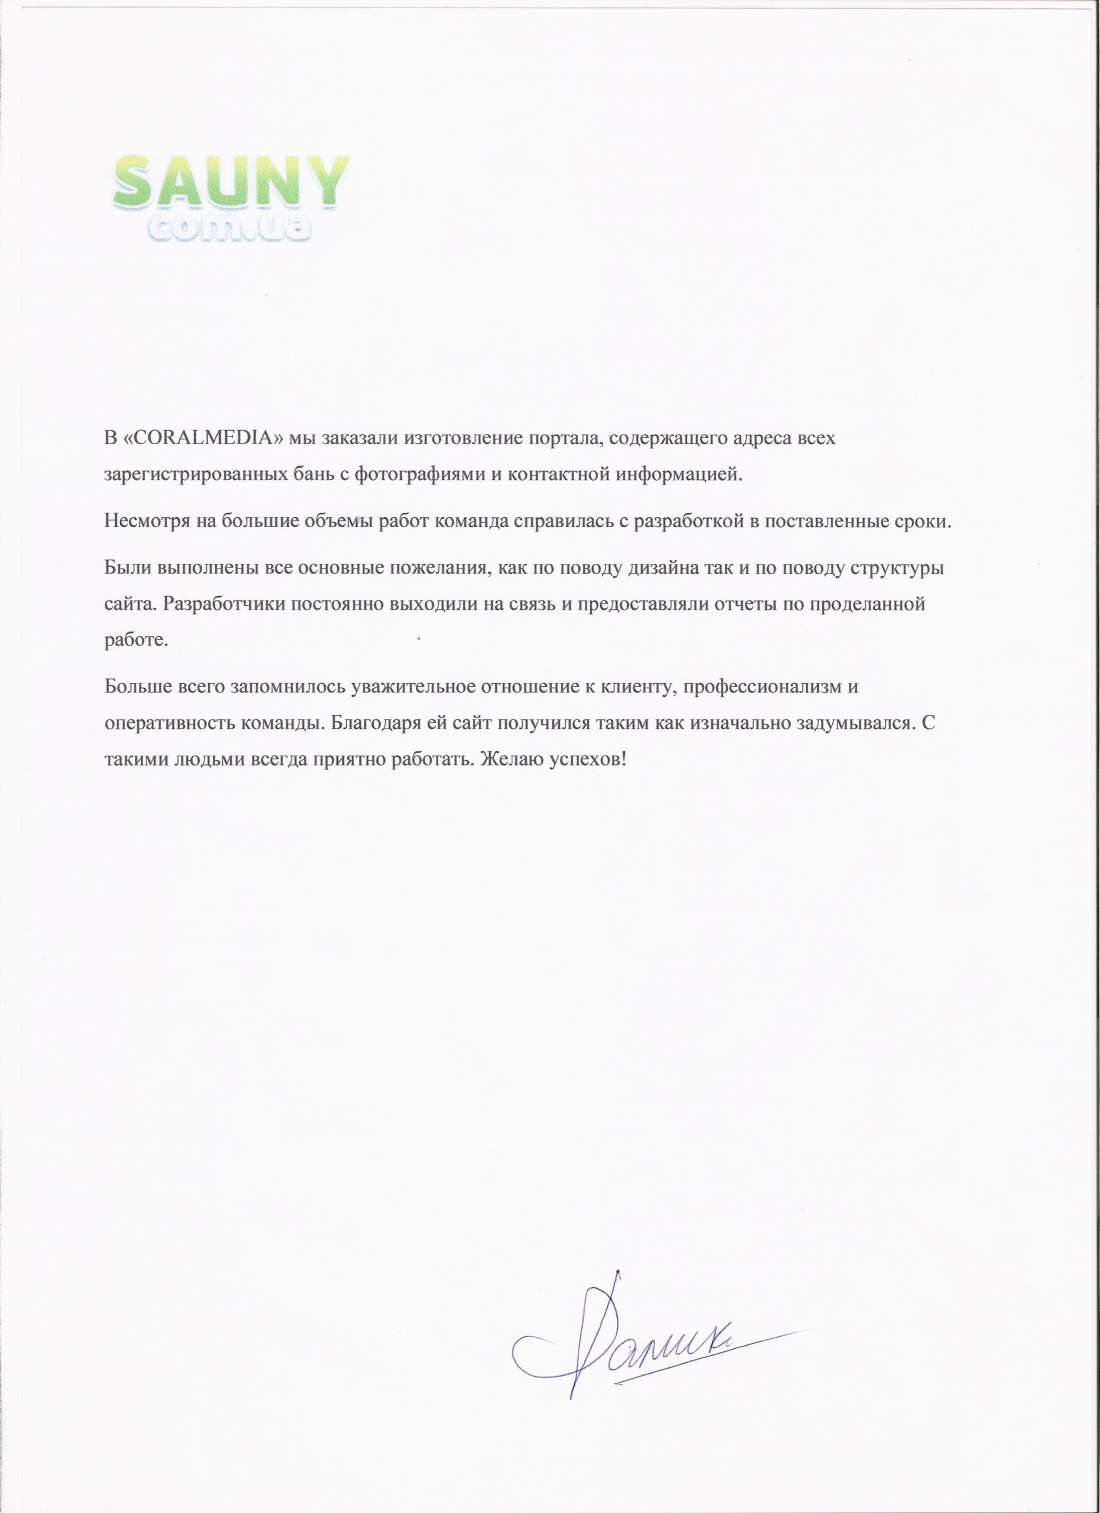 SAUNY
com.ua
В «CORALMEDIA» мы заказали изготовление портала, содержащего адреса всех
зарегистрированных бань с фотографиями и контактной информацией.
Несмотря на большие объемы работ команда справилась с разработкой в поставленные сроки.
Были выполнены все основные пожелания, как по поводу дизайна так и по поводу структуры
сайта. Разработчики постоянно выходили на связь и предоставляли отчеты по проделанной
работе.
Больше всего запомнилось уважительное отношение к клиенту, профессионализм и
оперативность команды. Благодаря ей сайт получился таким как изначально задумывался. С
такими людьми всегда приятно работать. Желаю успехов!